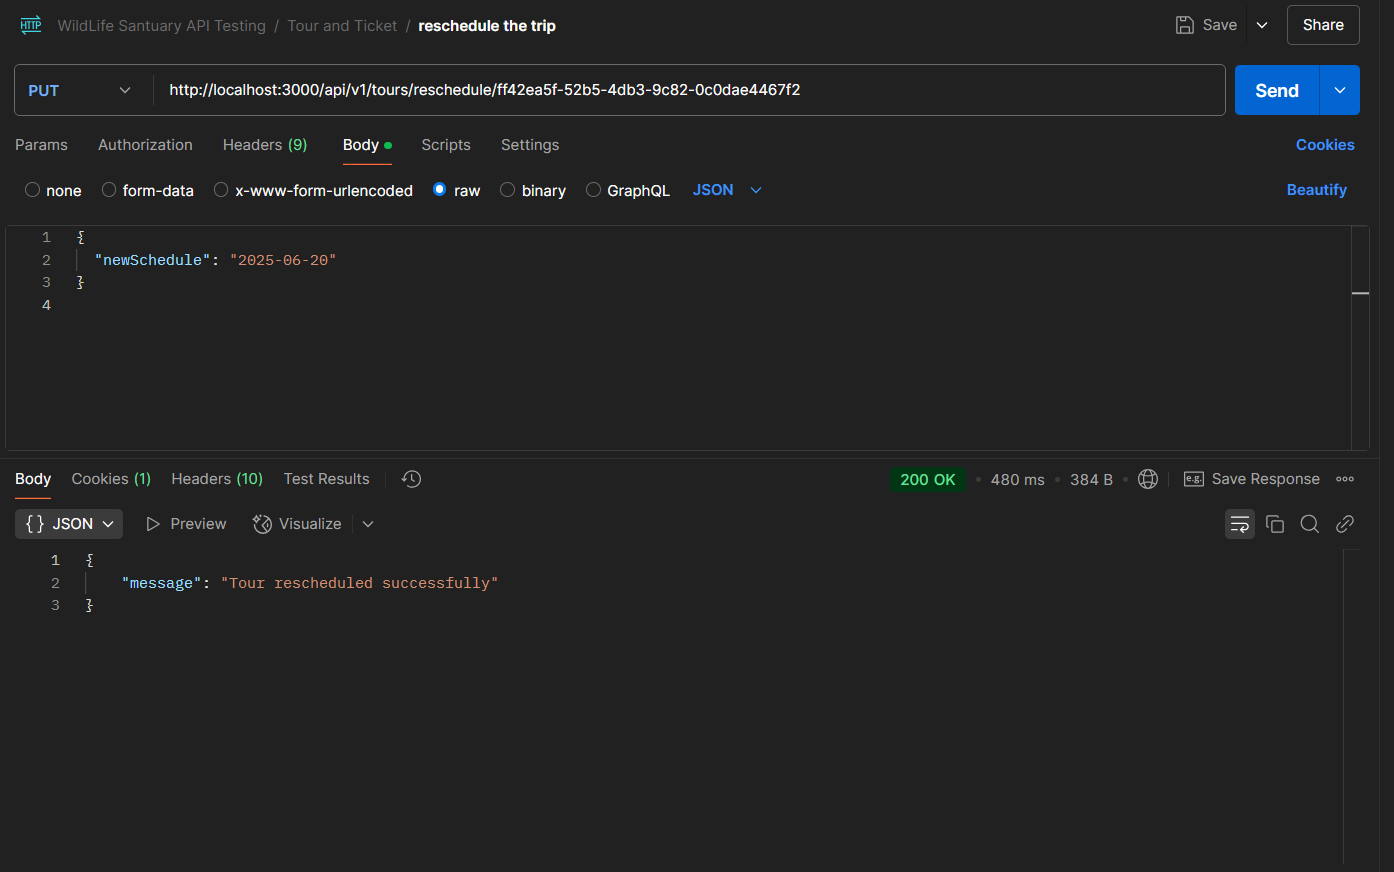 HTTP WildLife Santuary API Testing / Tour and Ticket / reschedule the trip Save Share
PUT http://localhost:3000/api/v1/tours/reschedule/ff42ea5f-52b5-4db3-9c82-0c0dae4467f2 Send
Params Authorization Headers (9) Body Scripts Settings Cookies
none form-data x-www-form-urlencoded raw binary GraphQL JSON Beautify
1 {
2 "newSchedule": "2025-06-20"
3 }
4
Body Cookies (1) Headers (10) Test Results 200 OK • 480 ms • 384 B • e.g. Save Response
{} JSON Preview Visualize
1 {
2 "message": "Tour rescheduled successfully"
3 }